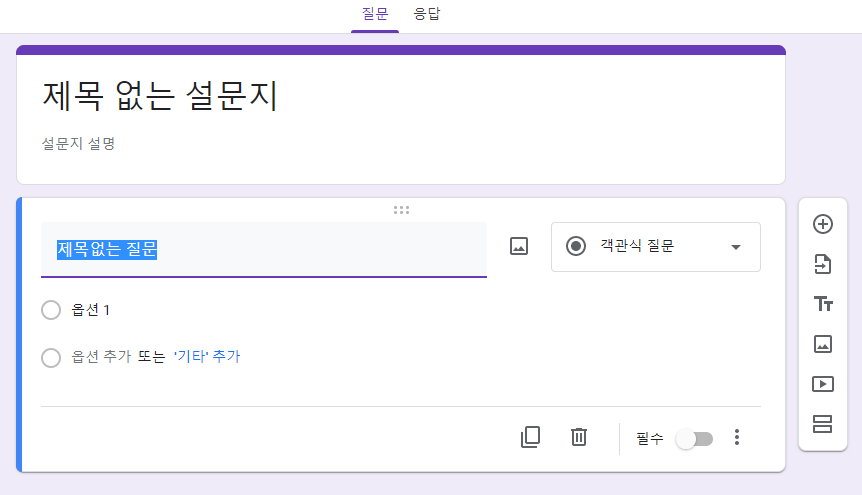 질문 응답
제목 없는 설문지
설문지 설명
제목없는 질문
객관식 질문
옵션 1
옵션 추가 또는 '기타' 추가
필수